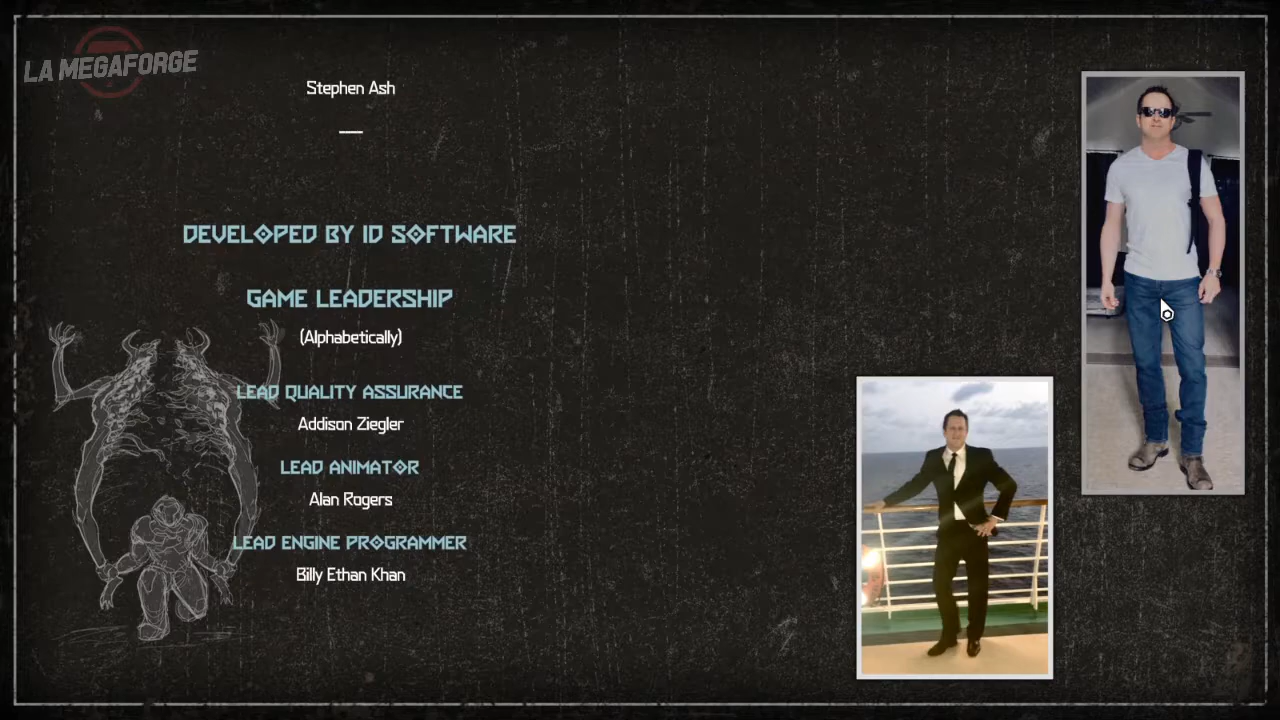 LA MEGAFORGE
Stephen Ash
DEVELOPED BY ID SOFTWARE
GAME LEADERSHIP
(Alphabetically)
LEAD QUALITY ASSURANCE
Addison Ziegler
LEAD ANIMATOR
Alan Rogers
LEAD ENGINE PROGRAMMER
Billy Ethan Khan